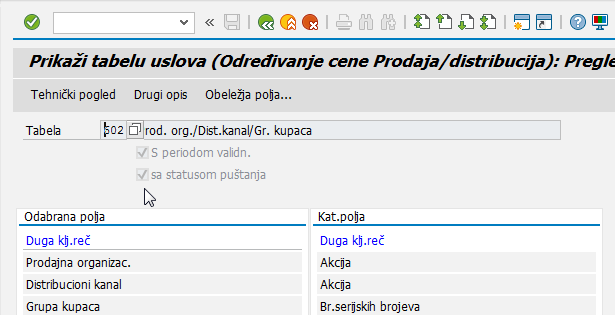 Prikaži tabelu uslova (Određivanje cene Prodaja/distribucija): Pregle
Tehnički pogled Drugi opis Obeležja polja...
Tabela 502 rod. org./Dist.kanal/Gr. kupaca
S periodom validn.
sa statusom puštanja
Odabrana polja Kat.polja
Duga klj.reč Duga klj.reč
Prodajna organizac. Akcija
Distribucioni kanal Akcija
Grupa kupaca Br.serijskih brojeva